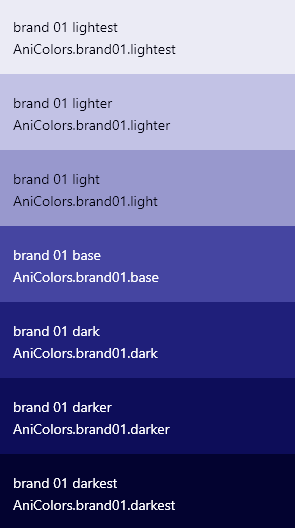 brand 01 lightest
AniColors.brand01.lightest
brand 01 lighter
AniColors.brand01.lighter
brand 01 light
AniColors.brand01.light
brand 01 base
AniColors.brand01.base
brand 01 dark
AniColors.brand01.dark
brand 01 darker
AniColors.brand01.darker
brand 01 darkest
AniColors.brand01.darkest